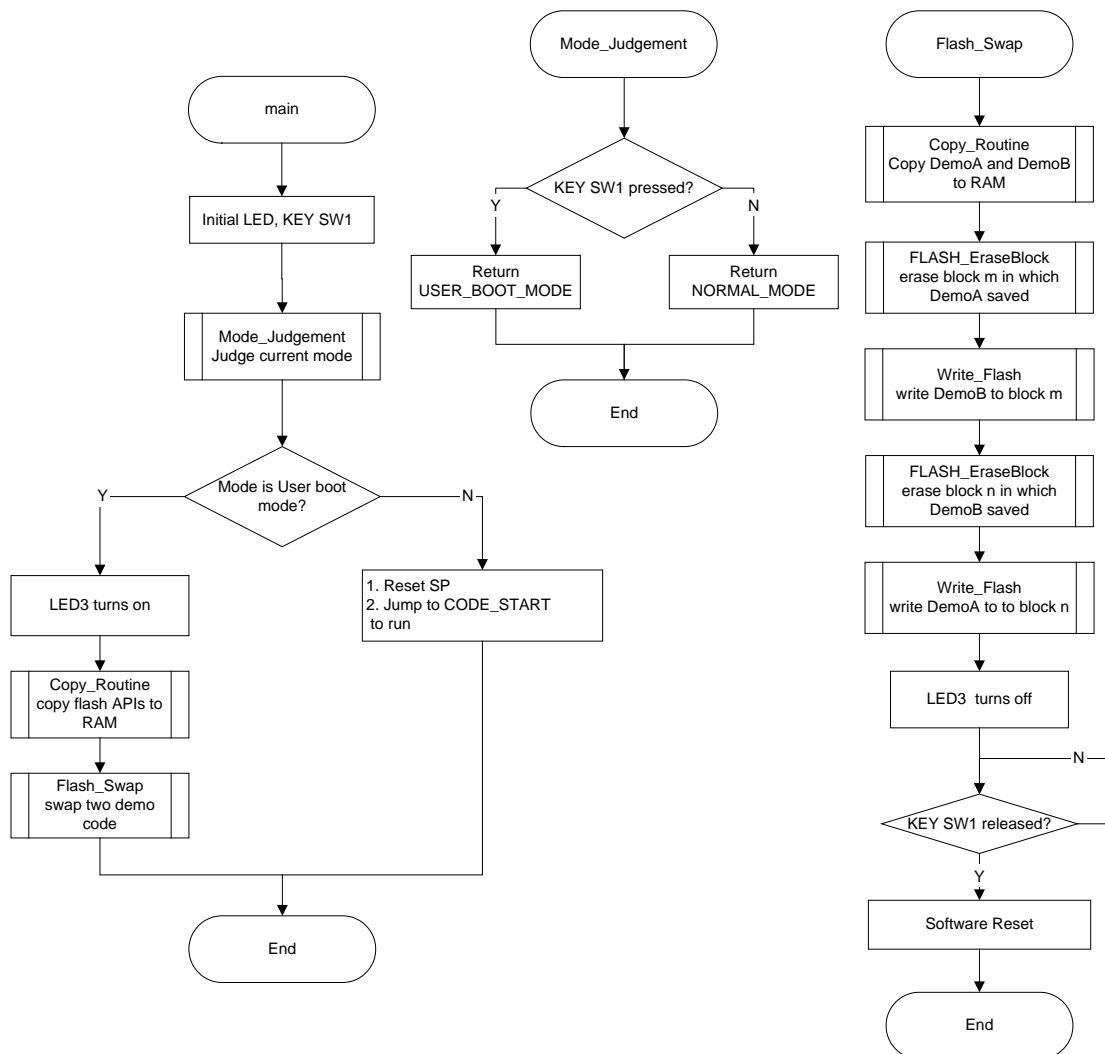 main
Initial LED, KEY SW1
Mode_Judgement
Judge current mode
Mode is User boot
mode?
Y
N
LED3 turns on
Copy_Routine
copy flash APIs to
RAM
Flash_Swap
swap two demo
code
1. Reset SP
2. Jump to CODE_START
to run
End
Mode_Judgement
KEY SW1 pressed?
Y
N
Return
USER_BOOT_MODE
Return
NORMAL_MODE
End
Flash_Swap
Copy_Routine
Copy DemoA and DemoB
to RAM
FLASH_EraseBlock
erase block m in which
DemoA saved
Write_Flash
write DemoB to block m
FLASH_EraseBlock
erase block n in which
DemoB saved
Write_Flash
write DemoA to to block n
LED3 turns off
N
KEY SW1 released?
Y
Software Reset
End